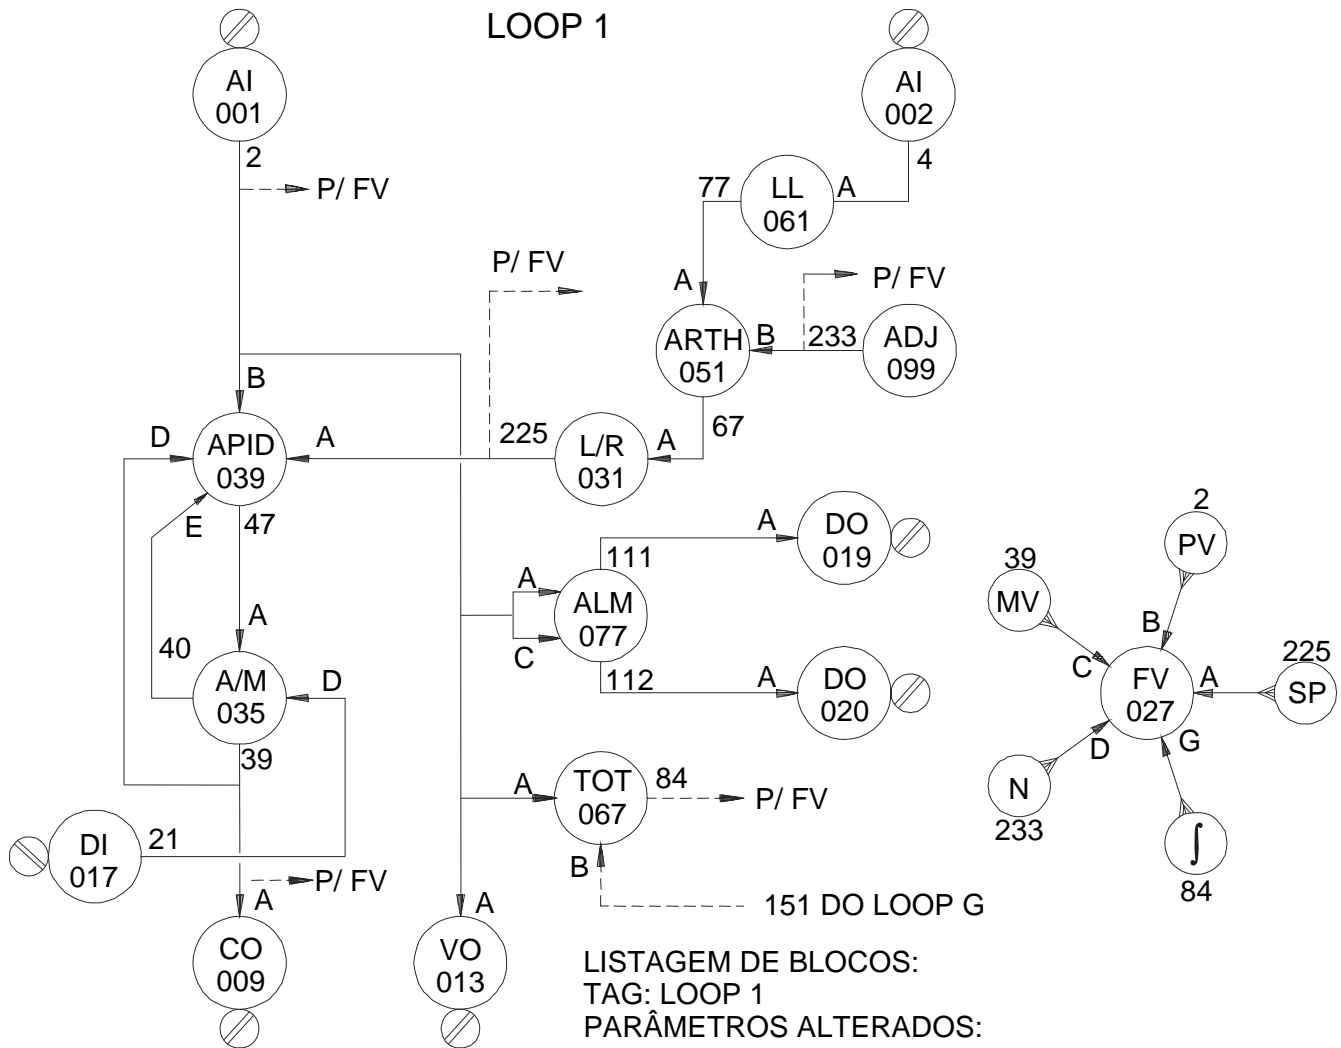 LOOP 1
AI
001
AI
002
2
4
P/ FV
77
LL
061
A
P/ FV
A
P/ FV
ARTH
051
B
233
ADJ
099
B
67
D
APID
039
A
225
L/R
031
A
E
47
A
DO
019
2
PV
111
39
MV
A
ALM
077
B
A
C
40
A/M
035
D
112
A
DO
020
C
FV
027
A
225
SP
39
D
G
N
233
A
TOT
067
84
P/ FV
∫
84
DI
017
21
B
P/ FV
A
A
151 DO LOOP G
CO
009
VO
013
LISTAGEM DE BLOCOS:
TAG: LOOP 1
PARÂMETROS ALTERADOS: